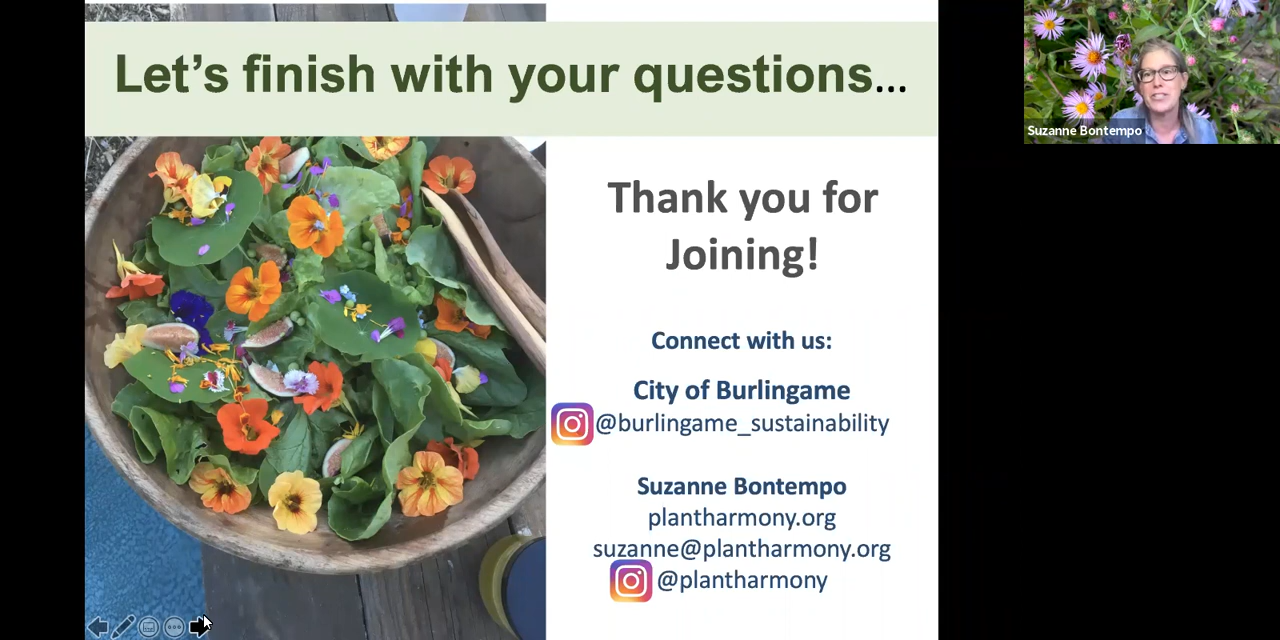 Let's finish with your questions...
Thank you for
Joining!
Connect with us:
City of Burlingame
@burlingame_sustainability
Suzanne Bontempo
plantharmony.org
suzanne@plantharmony.org
@plantharmony
Suzanne Bontempo